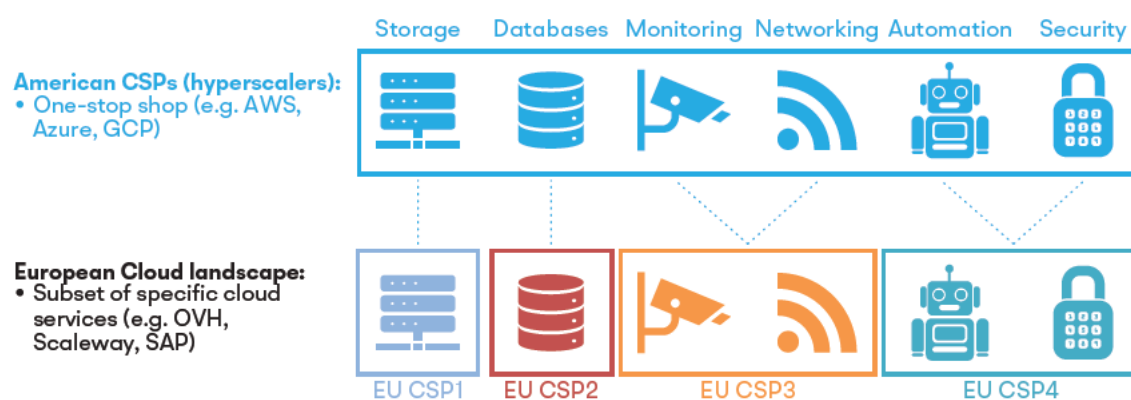 Storage Databases Monitoring Networking Automation Security
American CSPs (hyperscalers):
• One-stop shop (e.g. AWS,
Azure, GCP)
European Cloud landscape:
• Subset of specific cloud
services (e.g. OVH,
Scaleway, SAP)
EU CSP1 EU CSP2 EU CSP3 EU CSP4